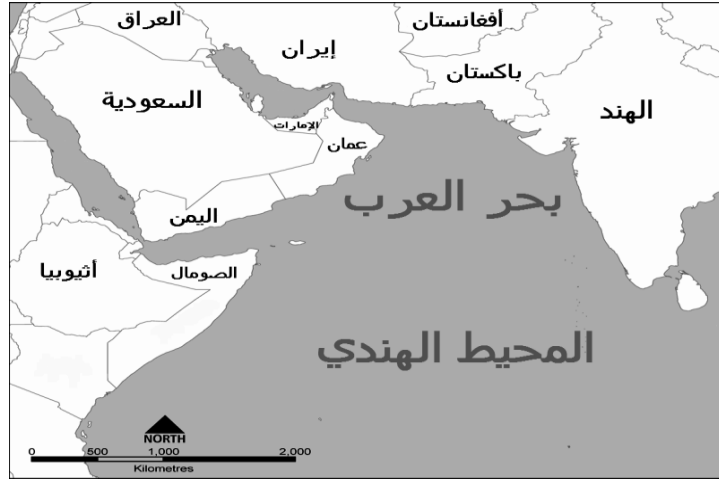 العراق
إيران
أفغانستان
باكستان
السعودية
الهند
الإمارات
عمان
بحر العرب
اليمن
الصومال
أثيوبيا
المحيط الهندي
NORTH
0 500 1,000 2,000
Kilometres